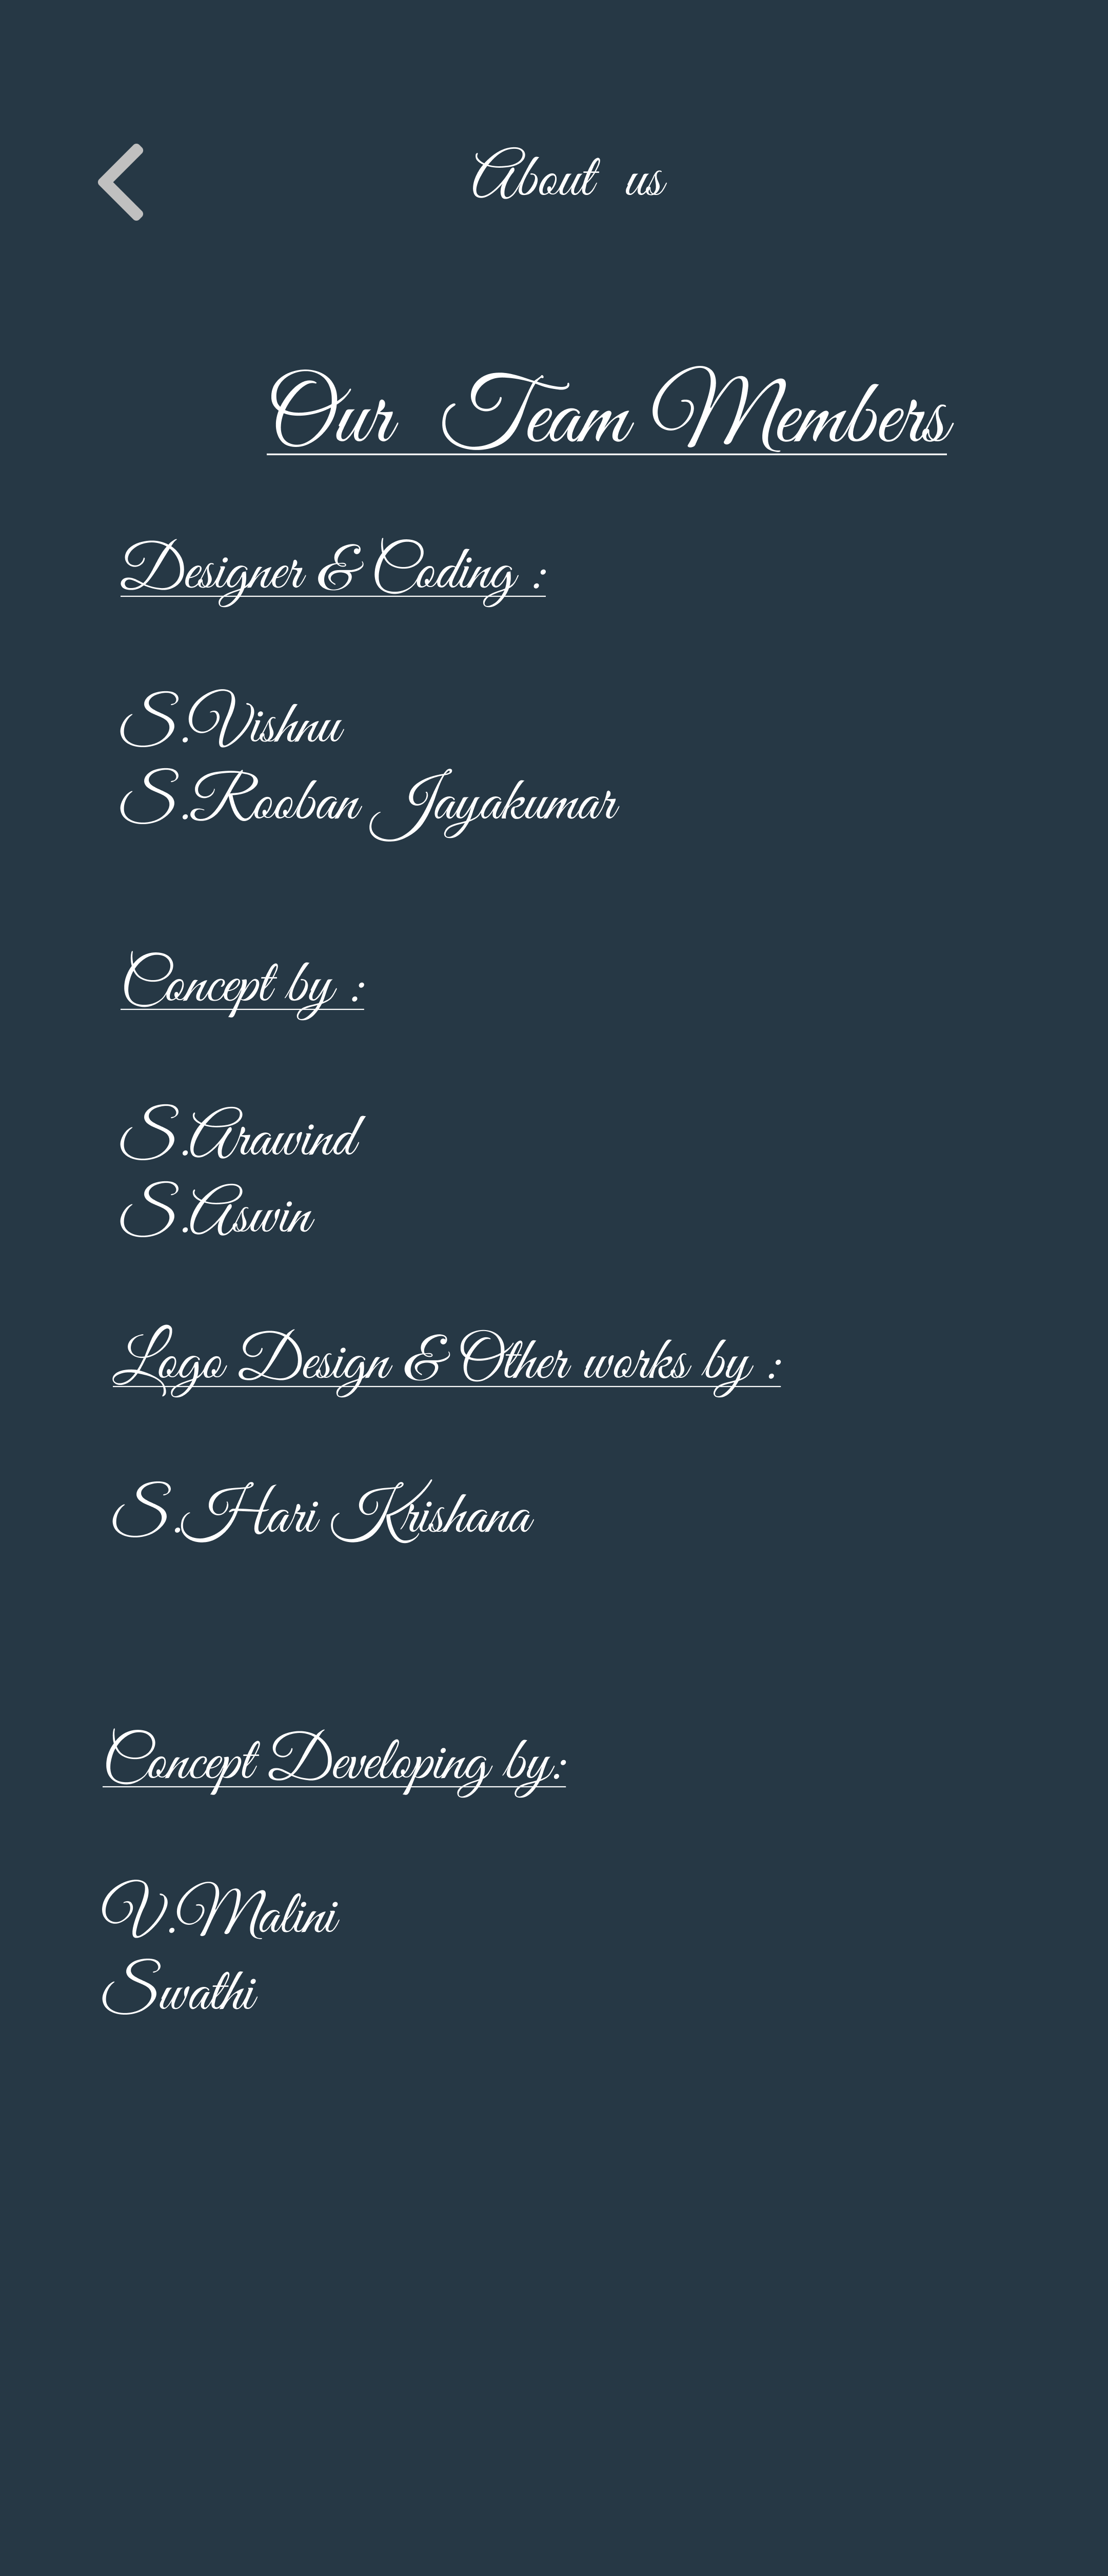 About us
Our Team Members
Designer & Coding :
S.Vishnu
S.Rooban Jayakumar
Concept by :
S.Arawind
S.Aswin
Logo Design & Other works by :
S.Hari Krishana
Concept Developing by:
V.Malini
Swathi